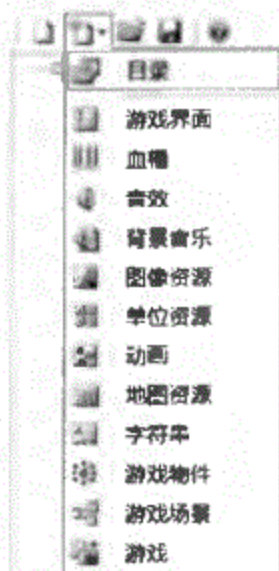 目录
游戏界面
血槽
音效
背景音乐
图像资源
单位资源
动画
地图资源
字符串
游戏物件
游戏场景
游戏